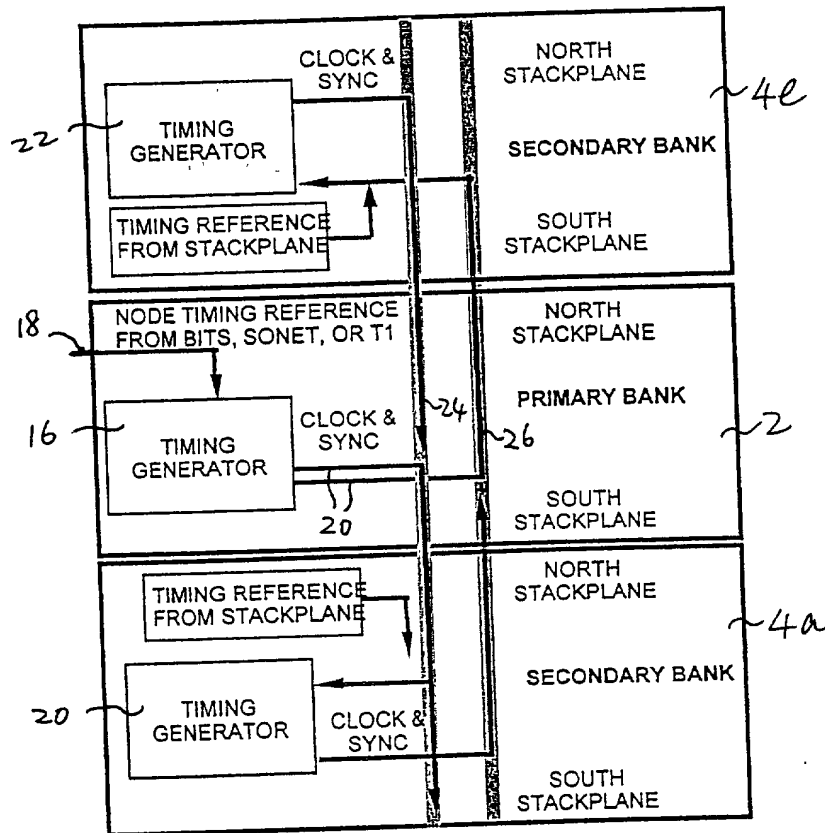 CLOCK &
SYNC
NORTH
STACKPLANE
4e
22
TIMING
GENERATOR
SECONDARY BANK
TIMING REFERENCE
FROM STACKPLANE
SOUTH
STACKPLANE
18
NODE TIMING REFERENCE
FROM BITS, SONET, OR T1
NORTH
STACKPLANE
24
26
PRIMARY BANK
2
16
TIMING
GENERATOR
CLOCK &
SYNC
20
SOUTH
STACKPLANE
TIMING REFERENCE
FROM STACKPLANE
NORTH
STACKPLANE
4a
20
TIMING
GENERATOR
SECONDARY BANK
CLOCK &
SYNC
SOUTH
STACKPLANE